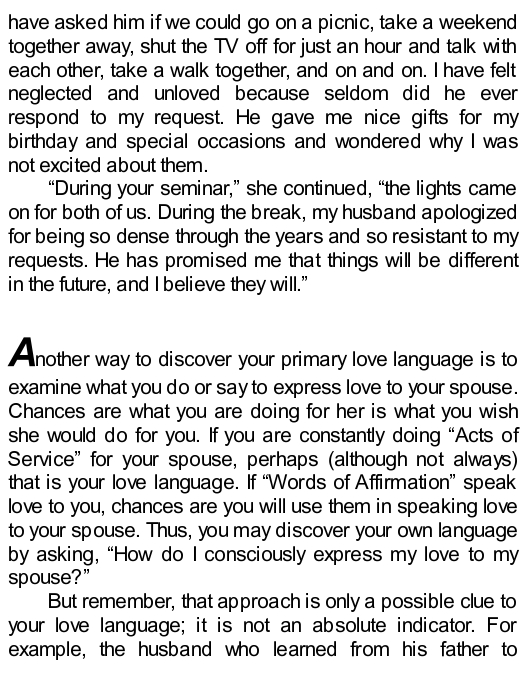 have asked him if we could go on a picnic, take a weekend
together away, shut the TV off for just an hour and talk with
each other, take a walk together, and on and on. I have felt
neglected and unloved because seldom did he ever
respond to my request. He gave me nice gifts for my
birthday and special occasions and wondered why I was
not excited about them.
“During your seminar,” she continued, “the lights came
on for both of us. During the break, my husband apologized
for being so dense through the years and so resistant to my
requests. He has promised me that things will be different
in the future, and I believe they will.”
Another way to discover your primary love language is to
examine what you do or say to express love to your spouse.
Chances are what you are doing for her is what you wish
she would do for you. If you are constantly doing “Acts of
Service” for your spouse, perhaps (although not always)
that is your love language. If “Words of Affirmation” speak
love to you, chances are you will use them in speaking love
to your spouse. Thus, you may discover your own language
by asking, “How do I consciously express my love to my
spouse?”
But remember, that approach is only a possible clue to
your love language; it is not an absolute indicator. For
example, the husband who learned from his father to